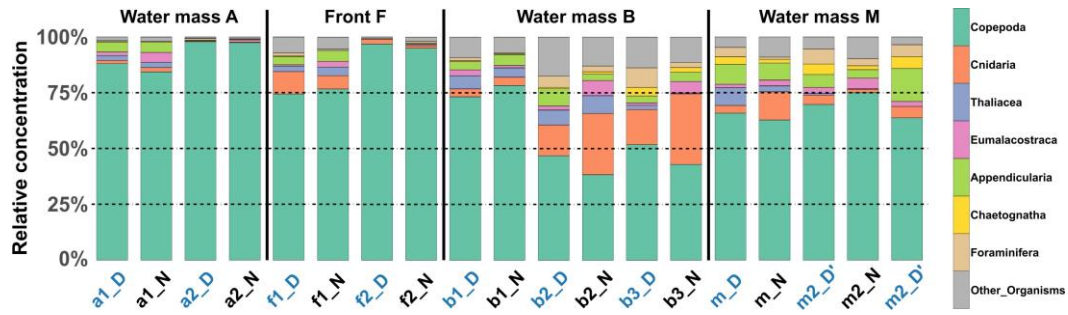 Water mass A Front F Water mass B Water mass M
Relative concentration
100%
75%
50%
25%
0%
a1_D a1_N a2_D a2_N f1_D f1_N f2_D f2_N b1_D b1_N b2_D b2_N b3_D b3_N m_D m_N m2_D' m2_N m2_D'
Copepoda
Cnidaria
Thaliacea
Eumalacostraca
Appendicularia
Chaetognatha
Foraminifera
Other_Organisms